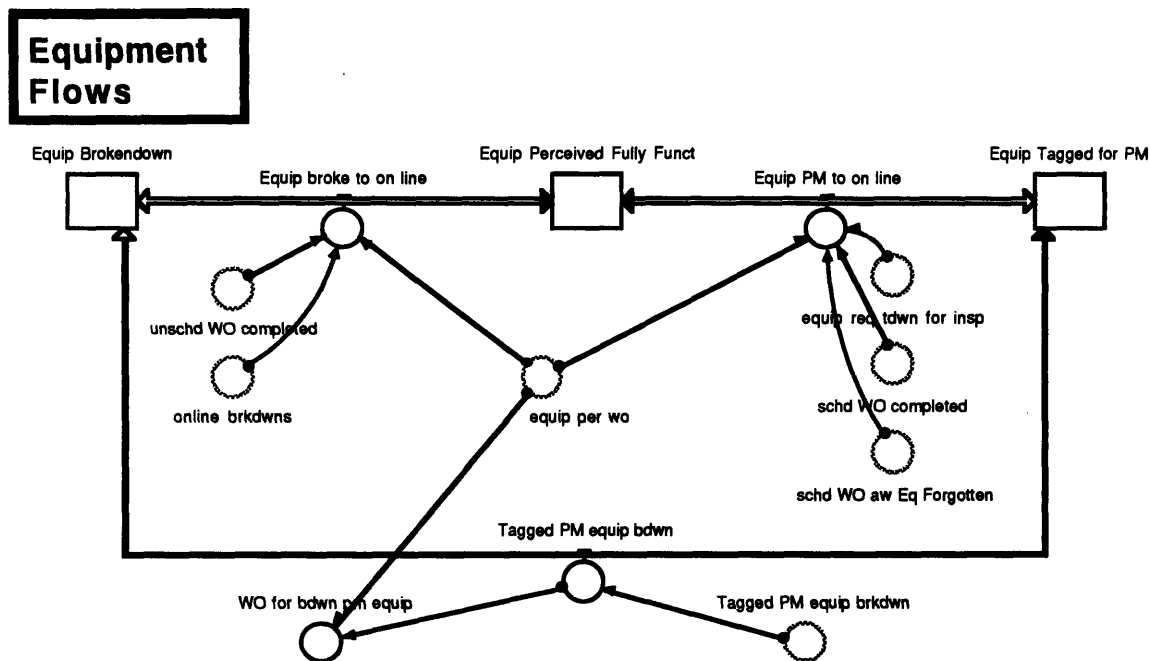 Equipment
Flows
Equip Brokendown
Equip Perceived Fully Funct
Equip Tagged for PM
Equip broke to on line
Equip PM to on line
unschd WO completed
equip req tdwn for insp
online brkdwns
equip per wo
schd WO completed
schd WO aw Eq Forgotten
Tagged PM equip bdwn
WO for bdwn pm equip
Tagged PM equip brkdwn